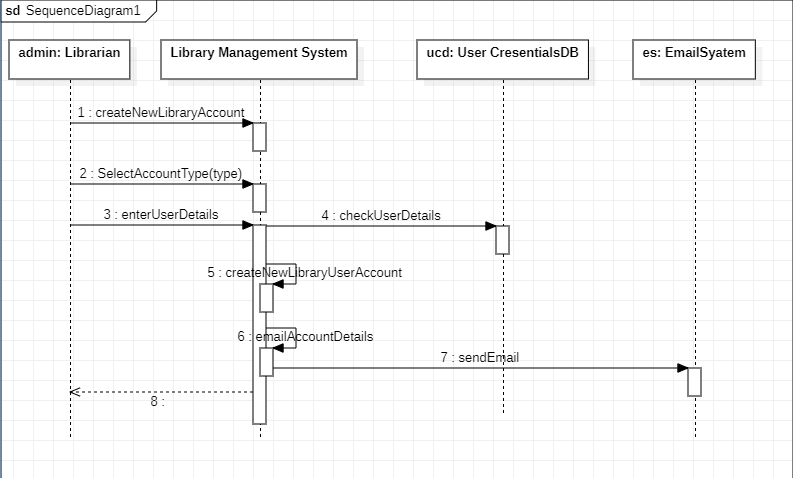 sd SequenceDiagram1
admin: Librarian
Library Management System
ucd: User CresentialsDB
es: EmailSyatem
1 : createNewLibraryAccount
2 : SelectAccountType(type)
3 : enterUserDetails
4 : checkUserDetails
5 : createNewLibraryUserAccount
6 : emailAccountDetails
7 : sendEmail
8 :